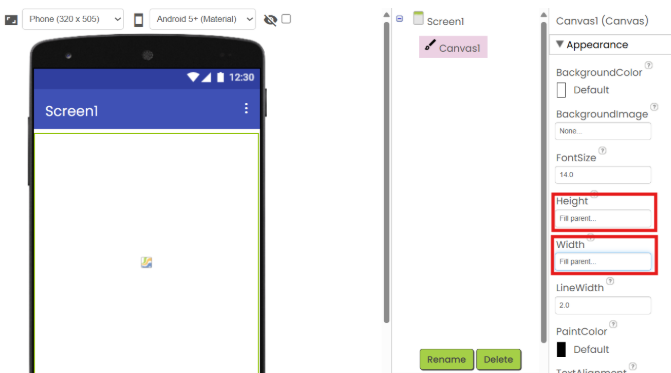 Phone (320 x 505)
Android 5+ (Material)
12:30
Screen1
Screen1
Canvas1
Rename
Delete
Canvas1 (Canvas)
Appearance
BackgroundColor ?
Default
BackgroundImage ?
None...
FontSize ?
14.0
Height ?
Fill parent...
Width ?
Fill parent...
LineWidth ?
2.0
PaintColor ?
Default
TextAlignment ?